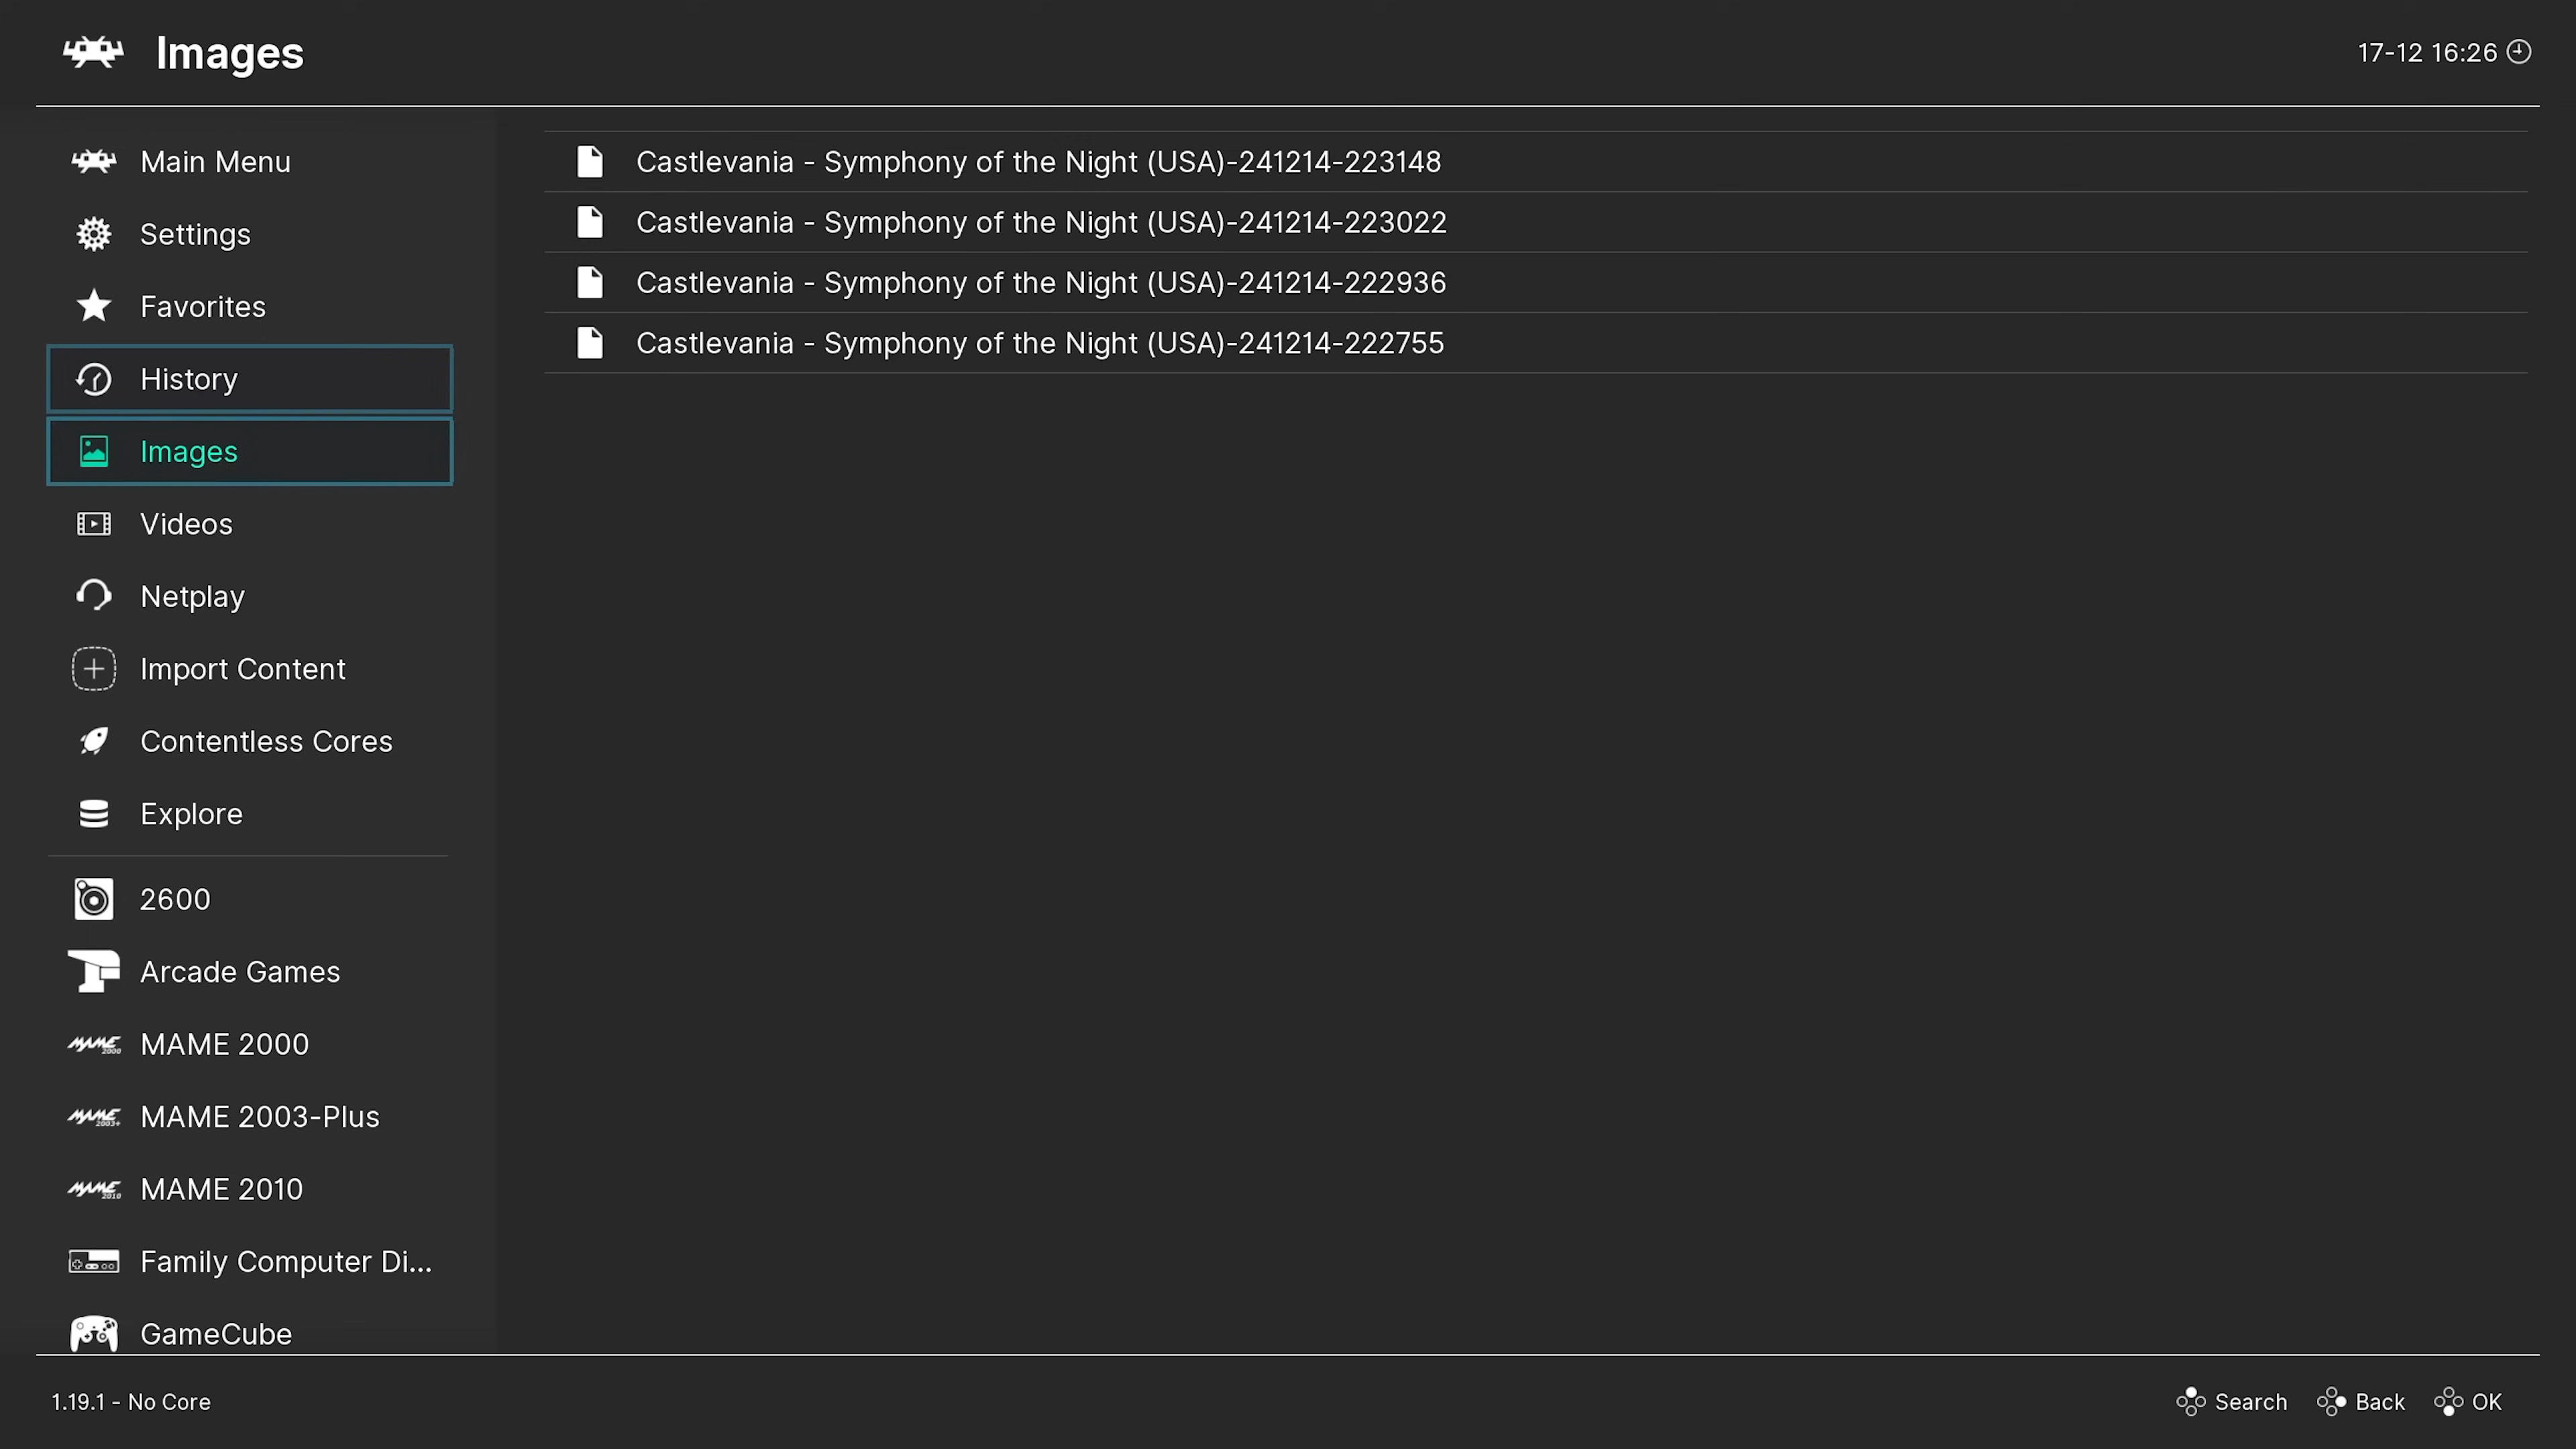 Images
17-12 16:26
Main Menu
Settings
Favorites
History
Images
Videos
Netplay
Import Content
Contentless Cores
Explore
2600
Arcade Games
MAME 2000
MAME 2003-Plus
MAME 2010
Family Computer Di...
GameCube
Castlevania - Symphony of the Night (USA)-241214-223148
Castlevania - Symphony of the Night (USA)-241214-223022
Castlevania - Symphony of the Night (USA)-241214-222936
Castlevania - Symphony of the Night (USA)-241214-222755
1.19.1 - No Core
Search
Back
OK